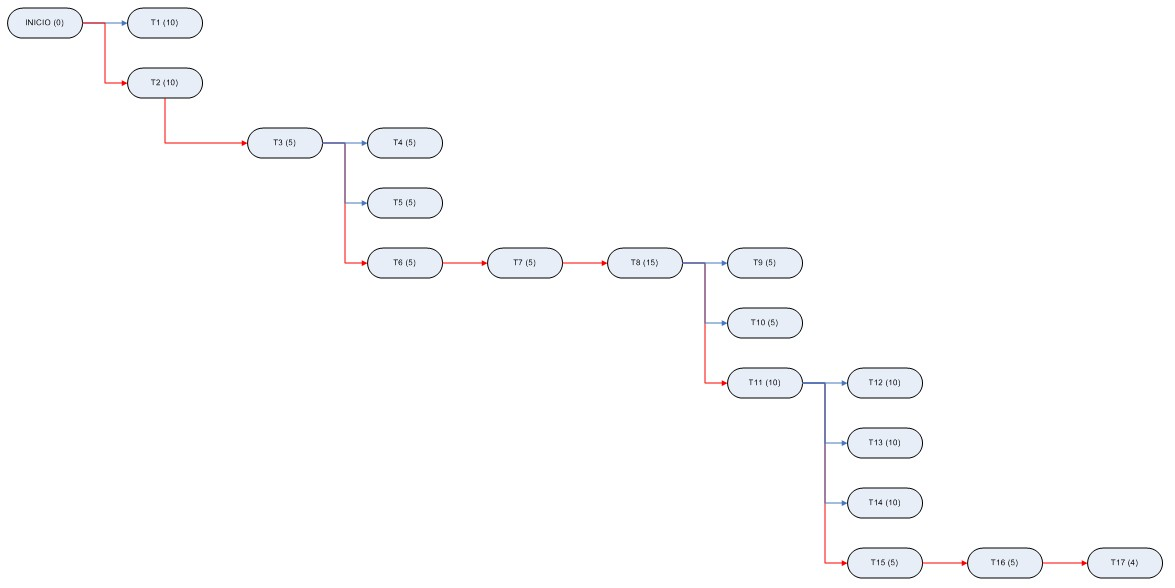 INICIO (0)
T1 (10)
T2 (10)
T3 (5)
T4 (5)
T5 (5)
T6 (5)
T7 (5)
T8 (15)
T9 (5)
T10 (5)
T11 (10)
T12 (10)
T13 (10)
T14 (10)
T15 (5)
T16 (5)
T17 (4)